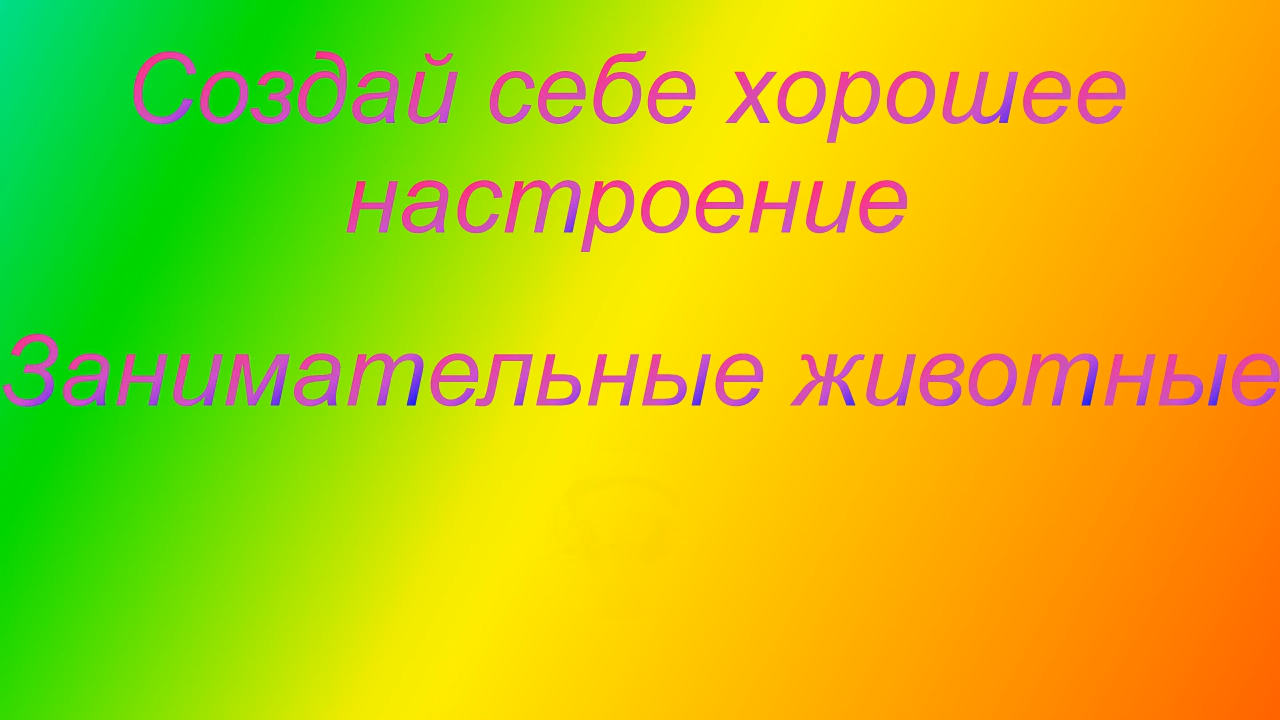 Создай себе хорошее
настроение
Занимательные животные